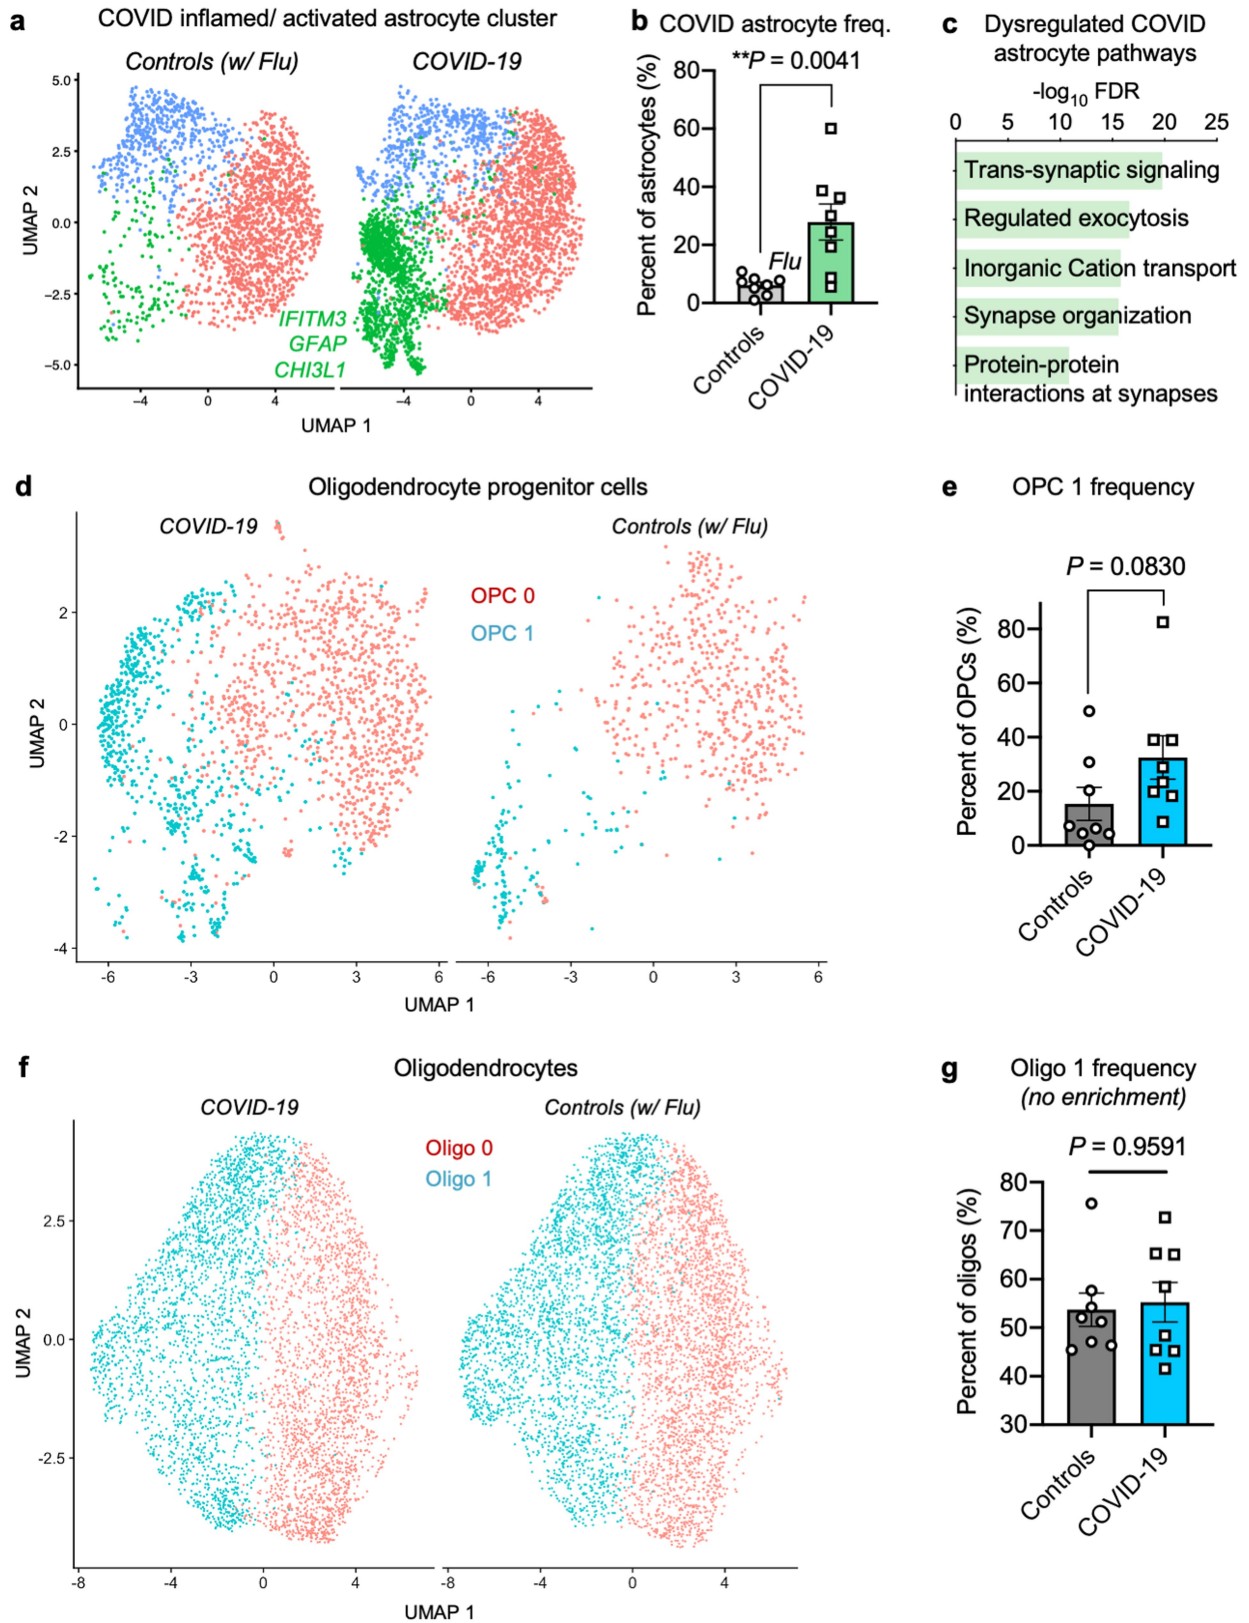 a
COVID inflamed/ activated astrocyte cluster
Controls (w/ Flu)
COVID-19
5.0
2.5
0.0
−2.5
−5.0
UMAP 2
IFITM3
GFAP
CHI3L1
−4
0
4
−4
0
4
UMAP 1
b
COVID astrocyte freq.
**P = 0.0041
80
60
40
20
0
Percent of astrocytes (%)
Flu
Controls
COVID-19
c
Dysregulated COVID
astrocyte pathways
-log10 FDR
0 5 10 15 20 25
Trans-synaptic signaling
Regulated exocytosis
Inorganic Cation transport
Synapse organization
Protein-protein
interactions at synapses
d
Oligodendrocyte progenitor cells
COVID-19
Controls (w/ Flu)
OPC 0
OPC 1
2
0
-2
-4
UMAP 2
-6 -3 0 3 6
-6 -3 0 3 6
UMAP 1
e
OPC 1 frequency
P = 0.0830
80
60
40
20
0
Percent of OPCs (%)
Controls
COVID-19
f
Oligodendrocytes
COVID-19
Controls (w/ Flu)
Oligo 0
Oligo 1
2.5
0.0
-2.5
UMAP 2
-8 -4 0 4
-8 -4 0 4
UMAP 1
g
Oligo 1 frequency
(no enrichment)
P = 0.9591
80
70
60
50
40
30
Percent of oligos (%)
Controls
COVID-19